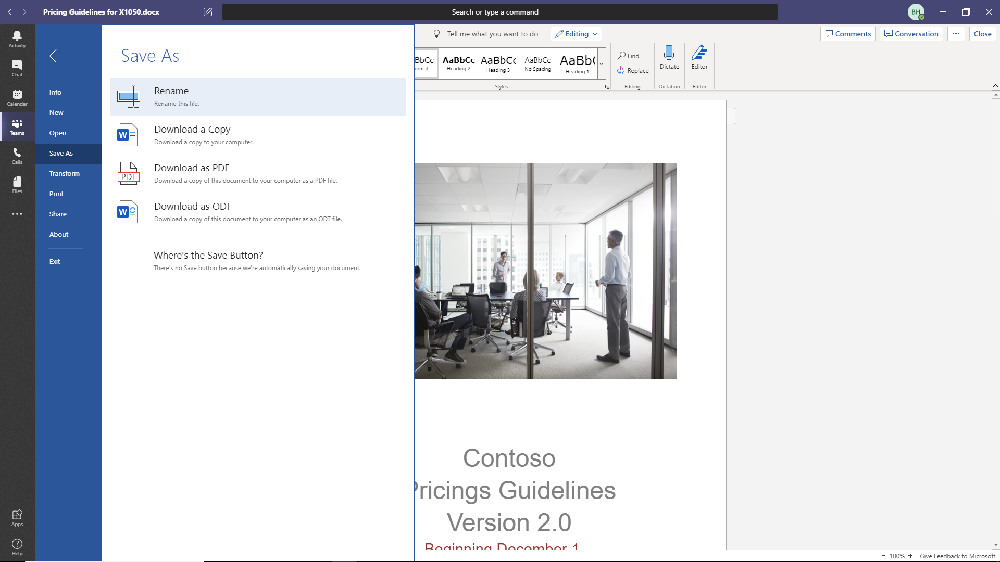 Pricing Guidelines for X1050.docx
Search or type a command
BH
Activity
Chat
Calendar
Teams
Calls
Files
Apps
Help
Info
New
Open
Save As
Transform
Print
Share
About
Exit
Save As
Rename
Rename this file.
W
Download a Copy
Download a copy to your computer.
PDF
Download as PDF
Download a copy of this document to your computer as a PDF file.
W
Download as ODT
Download a copy of this document to your computer as an ODT file.
Where's the Save Button?
There's no Save button because we're automatically saving your document.
Tell me what you want to do
Editing
Comments
Conversation
Close
BbCc
ormal
AaBbCc
Heading 2
AaBbCc
Heading 3
AaBbCc
No Spacing
AaBb
Heading 1
Styles
Find
Replace
Editing
Dictate
Dictation
Editor
Editor
Contoso
Pricings Guidelines
Version 2.0
Beginning December 1
- 100% +
Give Feedback to Microsoft